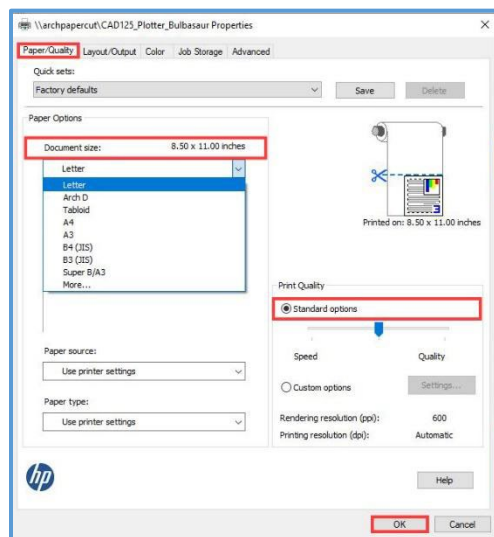 \\archpapercut\CAD125_Plotter_Bulbasaur Properties
Paper/Quality Layout/Output Color Job Storage Advanced
Quick sets:
Factory defaults Save Delete
Paper Options
Document size: 8.50 x 11.00 inches
Letter
Letter
Arch D
Tabloid
A4
A3
B4 (JIS)
B3 (JIS)
Super B/A3
More...
Printed on: 8.50 x 11.00 inches
Print Quality
Standard options
Speed Quality
Custom options Settings...
Rendering resolution (ppi): 600
Printing resolution (dpi): Automatic
Paper source:
Use printer settings
Paper type:
Use printer settings
hp
Help
OK Cancel